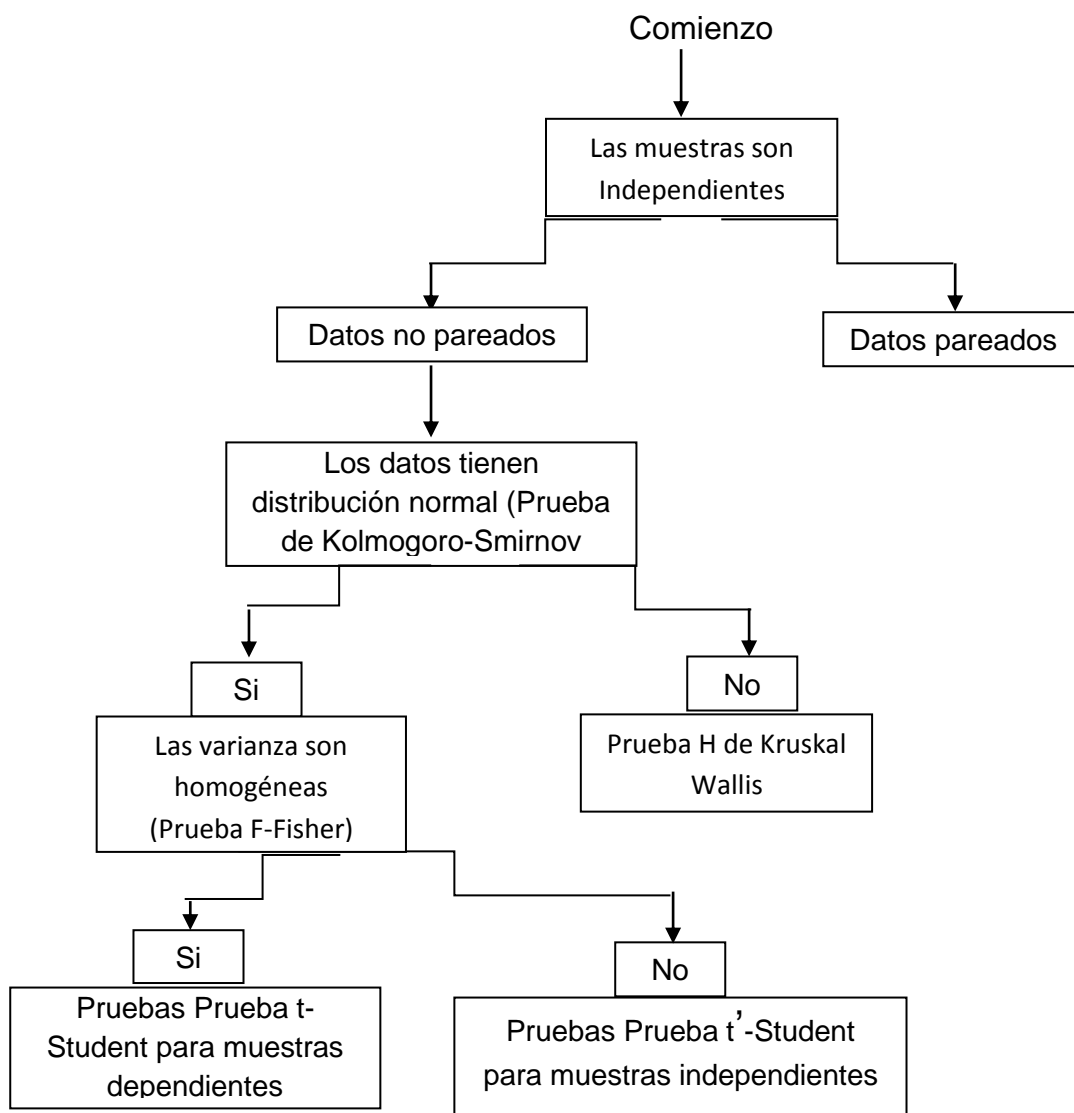 Comienzo
Las muestras son
Independientes
Datos no pareados
Datos pareados
Los datos tienen
distribución normal (Prueba
de Kolmogoro-Smirnov
Si
No
Las varianza son
homogéneas
(Prueba F-Fisher)
Prueba H de Kruskal
Wallis
Si
No
Pruebas Prueba t-
Student para muestras
dependientes
Pruebas Prueba t’-Student
para muestras independientes